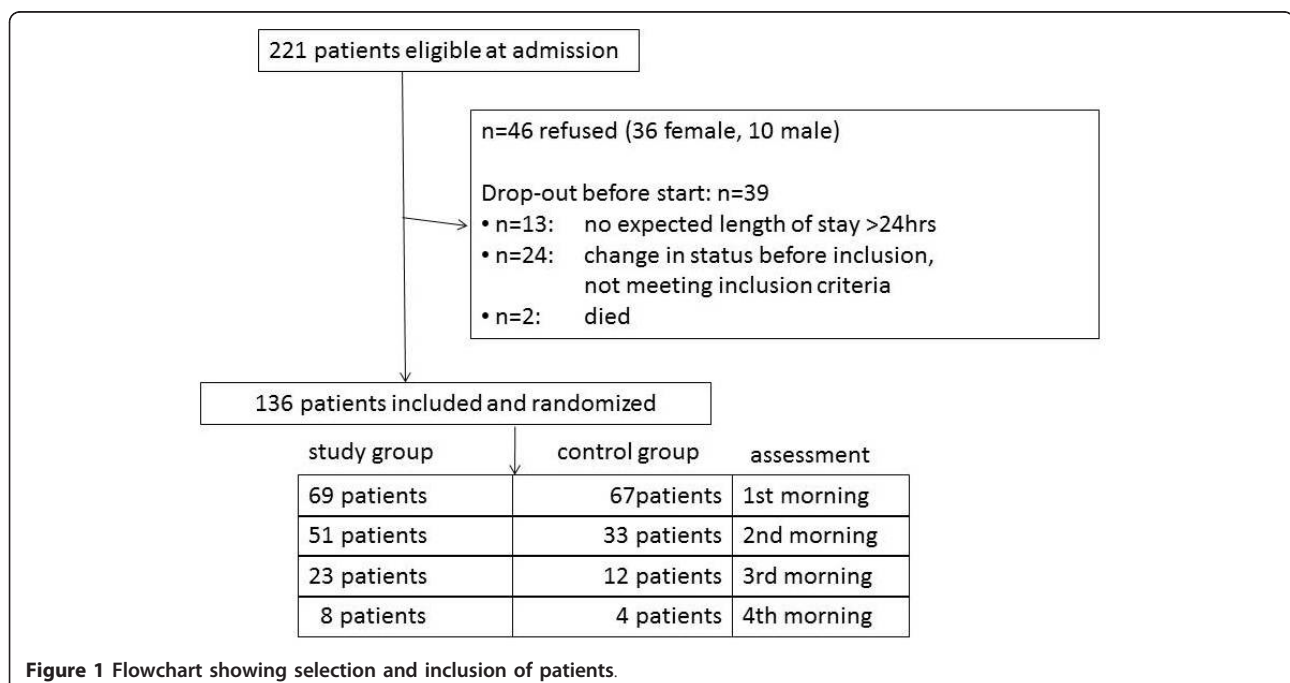 221 patients eligible at admission
n=46 refused (36 female, 10 male)
Drop-out before start: n=39
• n=13: no expected length of stay >24hrs
• n=24: change in status before inclusion,
not meeting inclusion criteria
• n=2: died
136 patients included and randomized
study group control group assessment
69 patients 67patients 1st morning
51 patients 33 patients 2nd morning
23 patients 12 patients 3rd morning
8 patients 4 patients 4th morning
Figure 1 Flowchart showing selection and inclusion of patients.